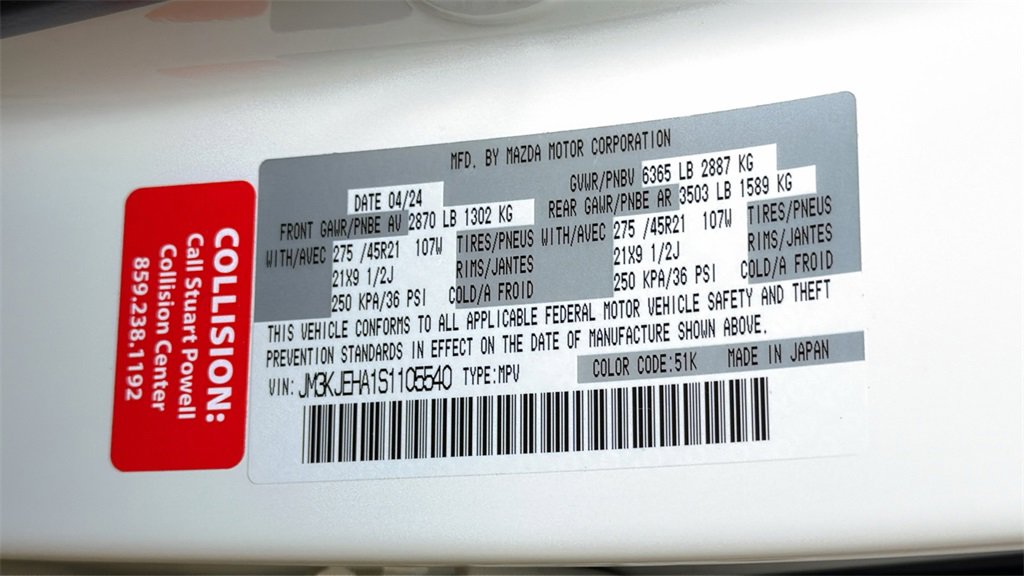 COLLISION:
Call Stuart Powell
Collision Center
859.238.1192
MFD. BY MAZDA MOTOR CORPORATION
DATE 04/24 GVWR/PNBV 6365 LB 2887 KG
FRONT GAWR/PNBE AV 2870 LB 1302 KG REAR GAWR/PNBE AR 3503 LB 1589 KG
WITH/AVEC 275 /45R21 107W TIRES/PNEUS WITH/AVEC 275 /45R21 107W TIRES/PNEUS
21X9 1/2J RIMS/JANTES 21X9 1/2J RIMS/JANTES
250 KPA/36 PSI COLD/A FROID 250 KPA/36 PSI COLD/A FROID
THIS VEHICLE CONFORMS TO ALL APPLICABLE FEDERAL MOTOR VEHICLE SAFETY AND THEFT
PREVENTION STANDARDS IN EFFECT ON THE DATE OF MANUFACTURE SHOWN ABOVE.
VIN: JM3KJEHA1S1105540 TYPE:MPV COLOR CODE:51K MADE IN JAPAN